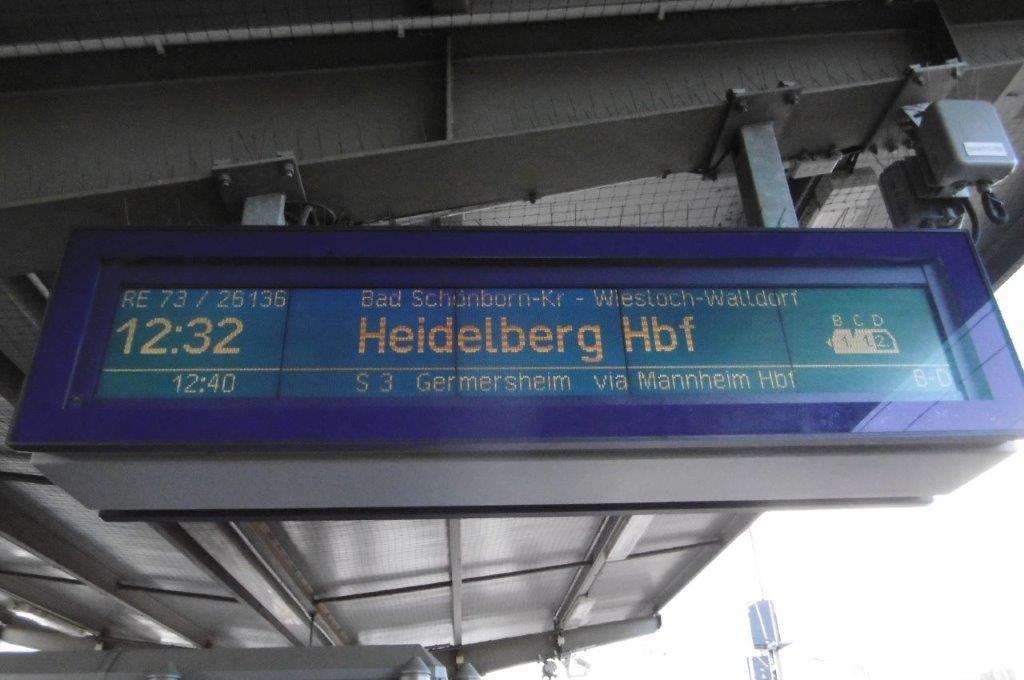 RE 73 / 26136 Bad Schönborn-Kr - Wiesloch-Walldorf
12:32 Heidelberg Hbf
B C D
1 1 2
12:40 S 3 Germersheim via Mannheim Hbf B-D